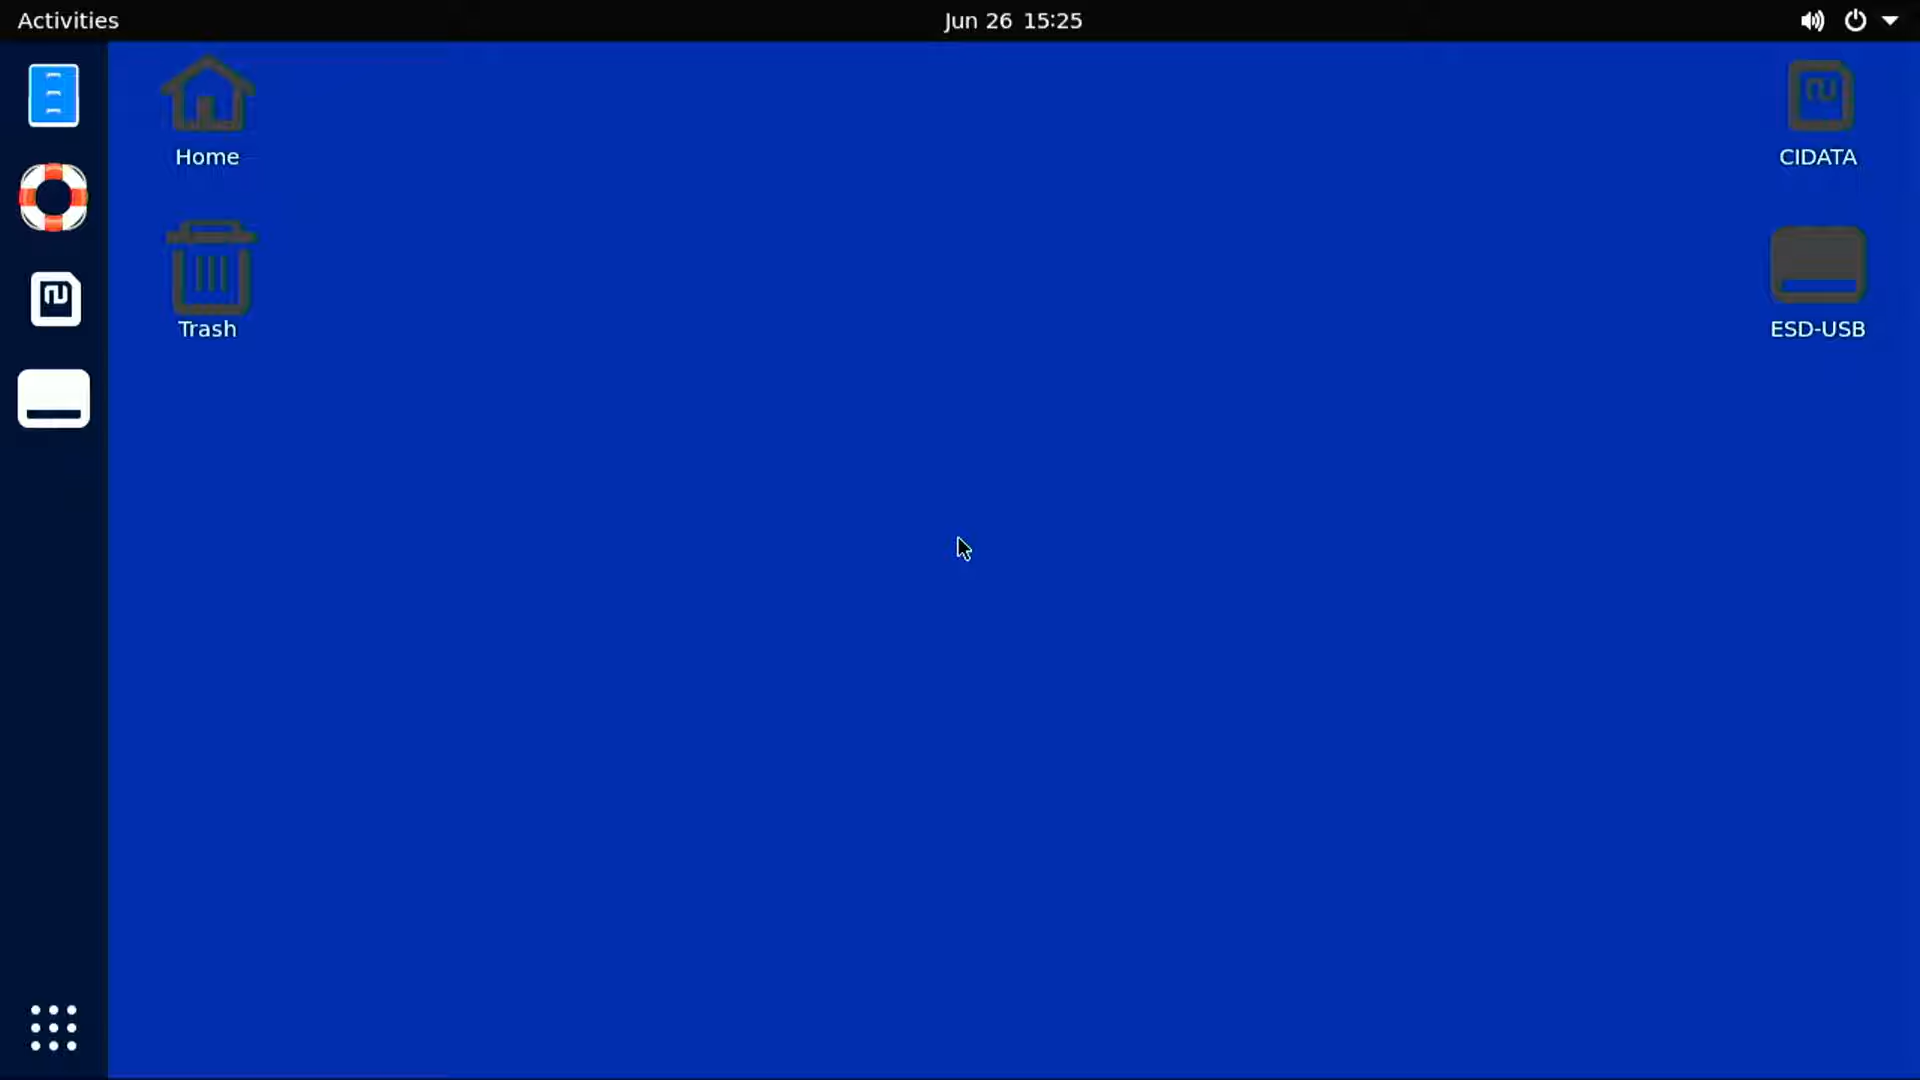 Activities
Jun 26 15:25
Home
CIDATA
Trash
ESD-USB